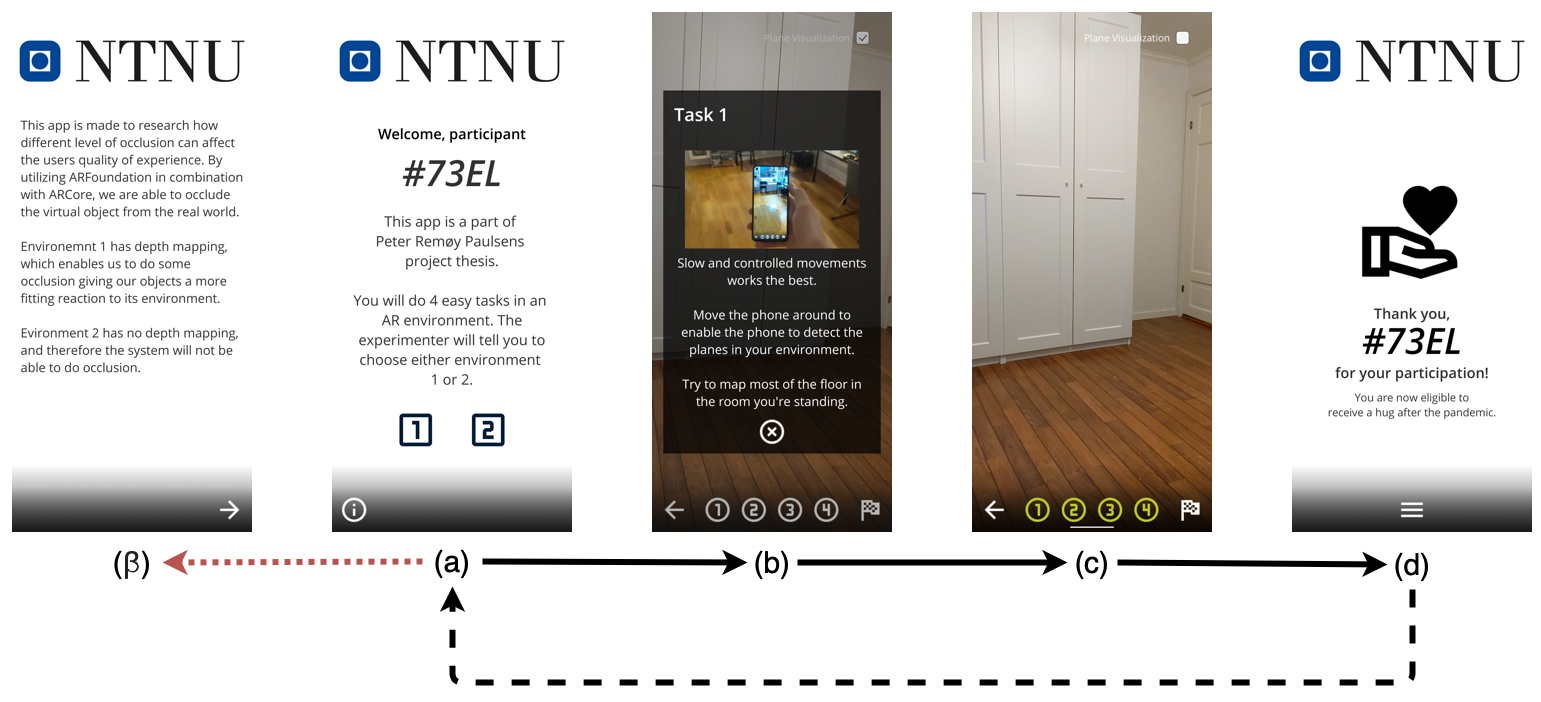 NTNU
This app is made to research how
different level of occlusion can affect
the users quality of experience. By
utilizing ARFoundation in combination
with ARCore, we are able to occlude
the virtual object from the real world.
Environemnt 1 has depth mapping,
which enables us to do some
occlusion giving our objects a more
fitting reaction to its environment.
Evironment 2 has no depth mapping,
and therefore the system will not be
able to do occlusion.
NTNU
Welcome, participant
#73EL
This app is a part of
Peter Remøy Paulsens
project thesis.
You will do 4 easy tasks in an
AR environment. The
experimenter will tell you to
choose either environment
1 or 2.
1 2
i
Plane Visualization
Task 1
Slow and controlled movements
works the best.
Move the phone around to
enable the phone to detect the
planes in your environment.
Try to map most of the floor in
the room you're standing.
1 2 3 4
Plane Visualization
1 2 3 4
NTNU
Thank you,
#73EL
for your participation!
You are now eligible to
receive a hug after the pandemic.
(β) (a) (b) (c) (d)